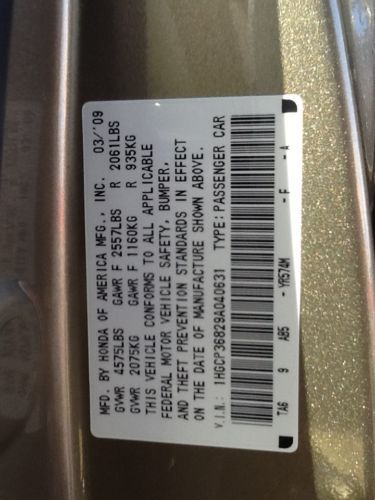 MFD. BY HONDA OF AMERICA MFG., INC. 03/'09
GVWR 4575LBS GAWR F 2557LBS R 2061LBS
GVWR 2075KG GAWR F 1160KG R 935KG
THIS VEHICLE CONFORMS TO ALL APPLICABLE
FEDERAL MOTOR VEHICLE SAFETY, BUMPER,
AND THEFT PREVENTION STANDARDS IN EFFECT
ON THE DATE OF MANUFACTURE SHOWN ABOVE.
V.I.N.: 1HGCP36829A040631 TYPE:PASSENGER CAR
TA6 9 AB5 - YR574M - F - A